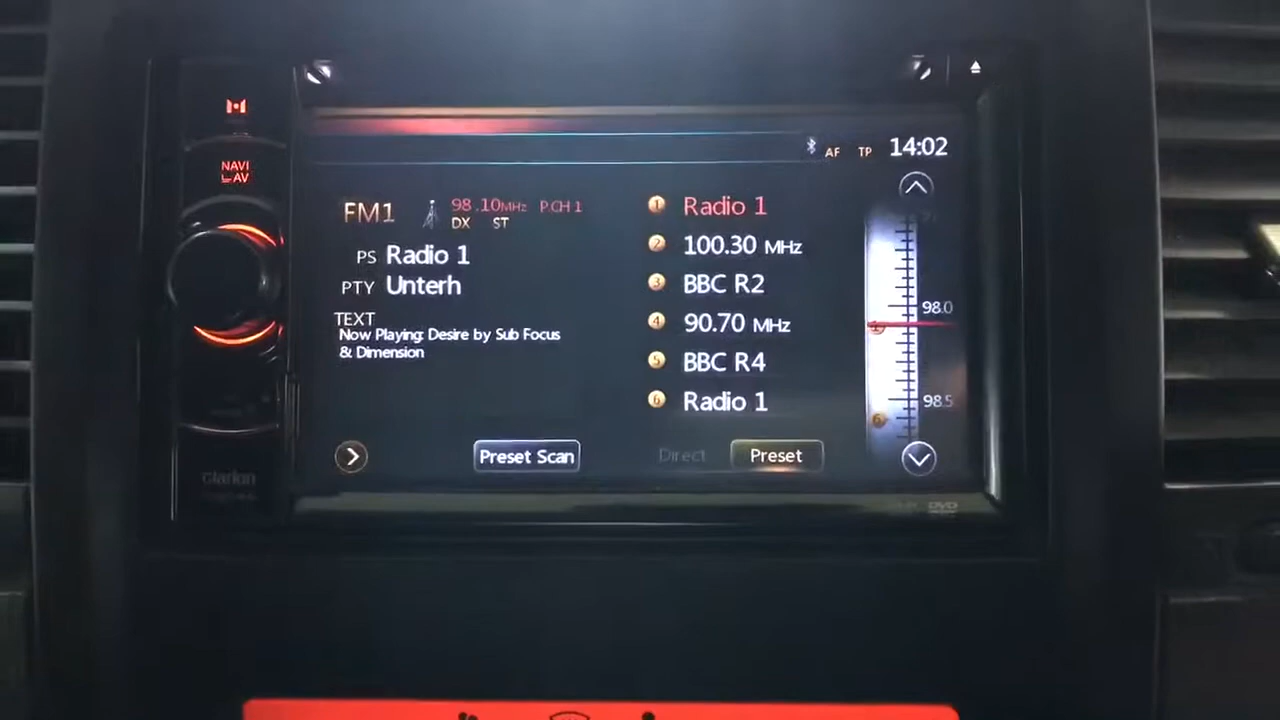 NAVI
AV
AF TP 14:02
FM1 98.10MHz P.CH 1
DX ST
PS Radio 1
PTY Unterh
TEXT
Now Playing: Desire by Sub Focus
& Dimension
1 Radio 1
2 100.30 MHz
3 BBC R2
4 90.70 MHz
5 BBC R4
6 Radio 1
98.0
1
98.5
6
Preset Scan
Direct
Preset
clarion
DVD